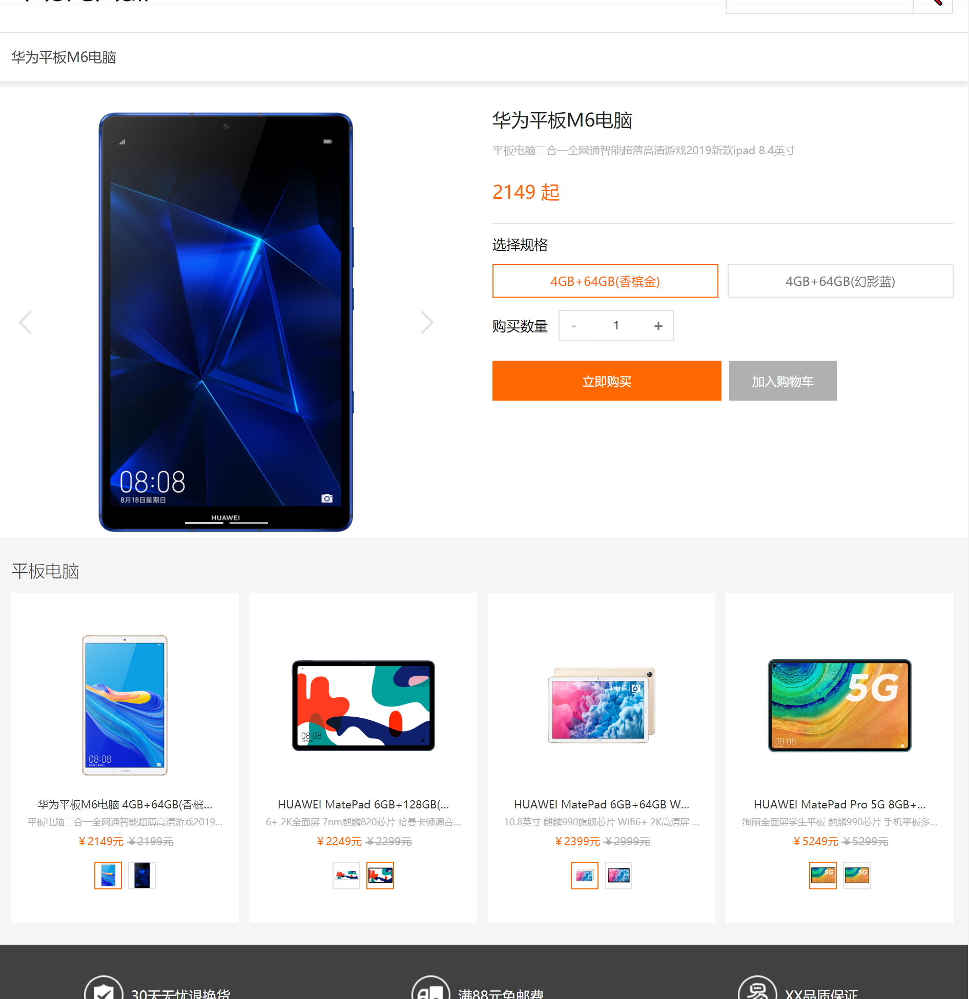 华为平板M6电脑
华为平板M6电脑
平板电脑二合一全网通智能超薄高清游戏2019新款ipad 8.4英寸
2149 起
选择规格
4GB+64GB(香槟金)
4GB+64GB(幻影蓝)
购买数量
- 1 +
立即购买
加入购物车
08:08
8月18日星期日
HUAWEI
平板电脑
08:08
08:08
WiFi 6+
5G
08:08
华为平板M6电脑 4GB+64GB(香槟...
平板电脑二合一全网通智能超薄高清游戏2019...
¥ 2149元 ¥ 2199元
HUAWEI MatePad 6GB+128GB(...
6+ 2K全面屏 7nm麒麟820芯片 哈曼卡顿调音...
¥ 2249元 ¥ 2299元
HUAWEI MatePad 6GB+64GB W...
10.8英寸 麒麟990旗舰芯片 Wifi6+ 2K高清屏 ...
¥ 2399元 ¥ 2999元
HUAWEI MatePad Pro 5G 8GB+...
绚丽全面屏学生平板 麒麟990芯片 手机平板多...
¥ 5249元 ¥ 5299元
5G
5G
30天无忧退换货
满88元免邮费
易
XX品质保证